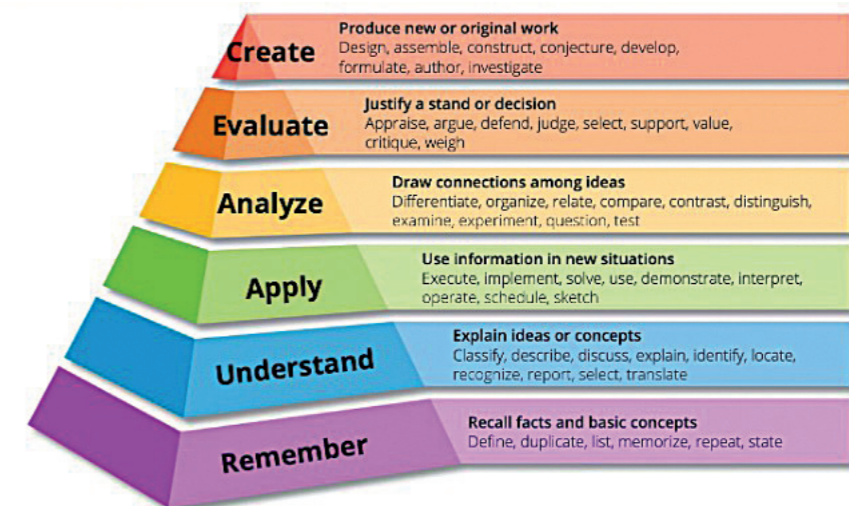 Create
Produce new or original work
Design, assemble, construct, conjecture, develop,
formulate, author, investigate
Evaluate
Justify a stand or decision
Appraise, argue, defend, judge, select, support, value,
critique, weigh
Analyze
Draw connections among ideas
Differentiate, organize, relate, compare, contrast, distinguish,
examine, experiment, question, test
Apply
Use information in new situations
Execute, implement, solve, use, demonstrate, interpret,
operate, schedule, sketch
Understand
Explain ideas or concepts
Classify, describe, discuss, explain, identify, locate,
recognize, report, select, translate
Remember
Recall facts and basic concepts
Define, duplicate, list, memorize, repeat, state